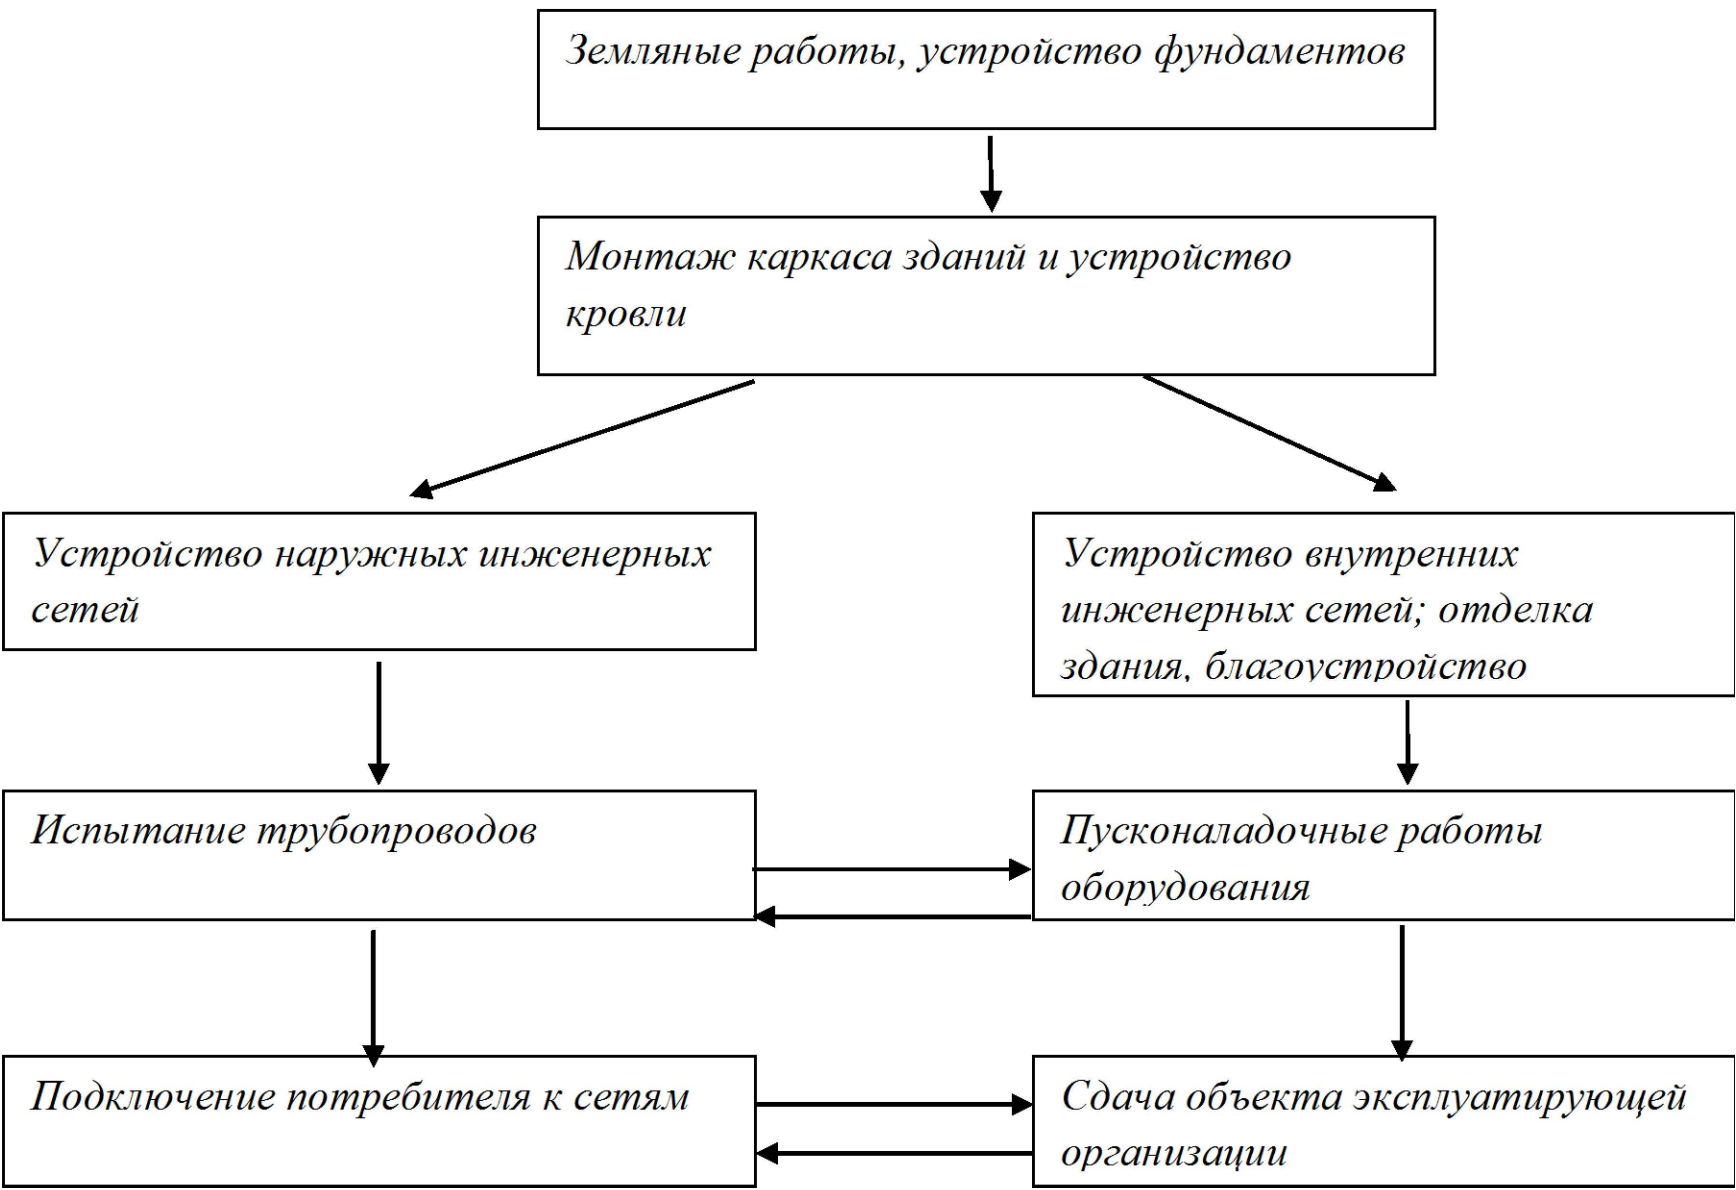 Земляные работы, устройство фундаментов
Монтаж каркаса зданий и устройство
кровли
Устройство наружных инженерных
сетей
Устройство внутренних
инженерных сетей; отделка
здания, благоустройство
Испытание трубопроводов
Пусконаладочные работы
оборудования
Подключение потребителя к сетям
Сдача объекта эксплуатирующей
организации